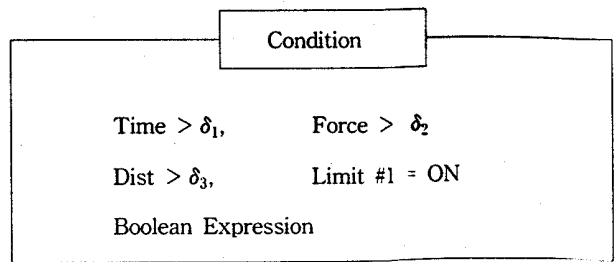 Condition
Time > δ₁, Force > δ₂
Dist > δ₃, Limit #1 = ON
Boolean Expression